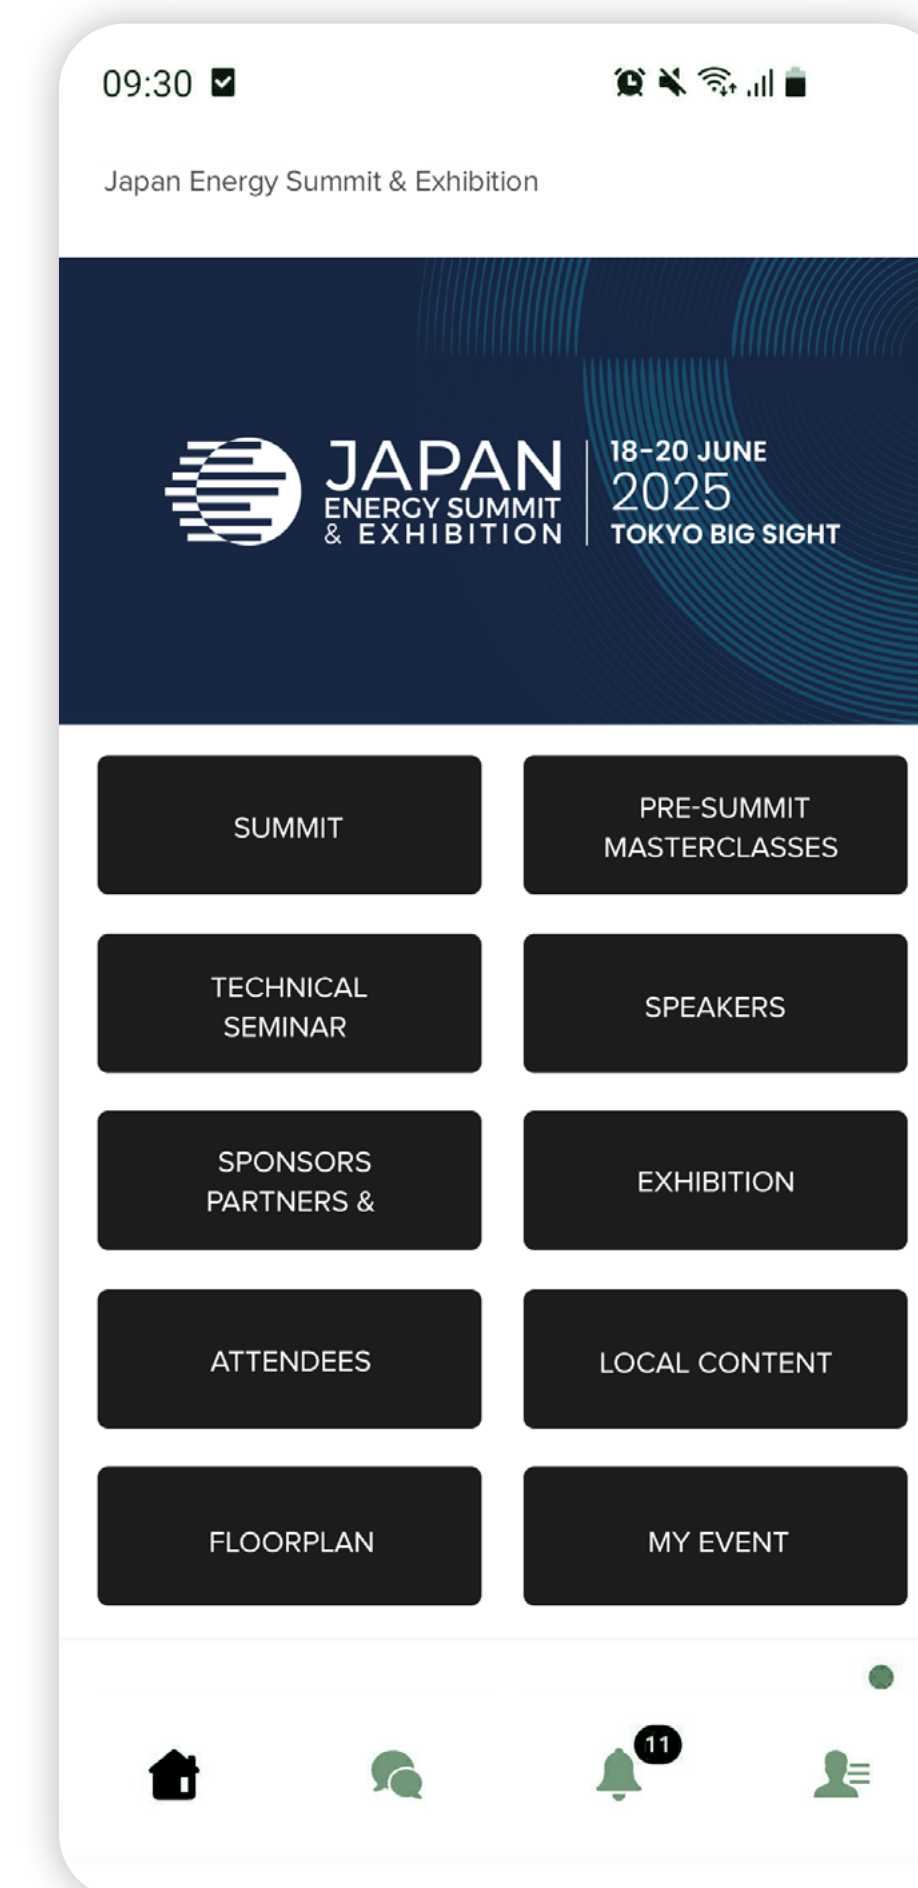 09:30
Japan Energy Summit & Exhibition
JAPAN
ENERGY SUMMIT
& EXHIBITION
18-20 JUNE
2025
TOKYO BIG SIGHT
SUMMIT
PRE-SUMMIT
MASTERCLASSES
TECHNICAL
SEMINAR
SPEAKERS
SPONSORS
PARTNERS &
EXHIBITION
ATTENDEES
LOCAL CONTENT
FLOORPLAN
MY EVENT
11